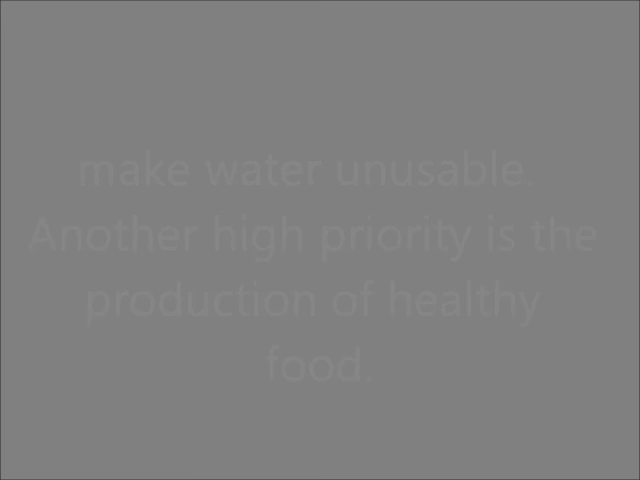 make water unusable.
Another high priority is the
production of healthy
food.